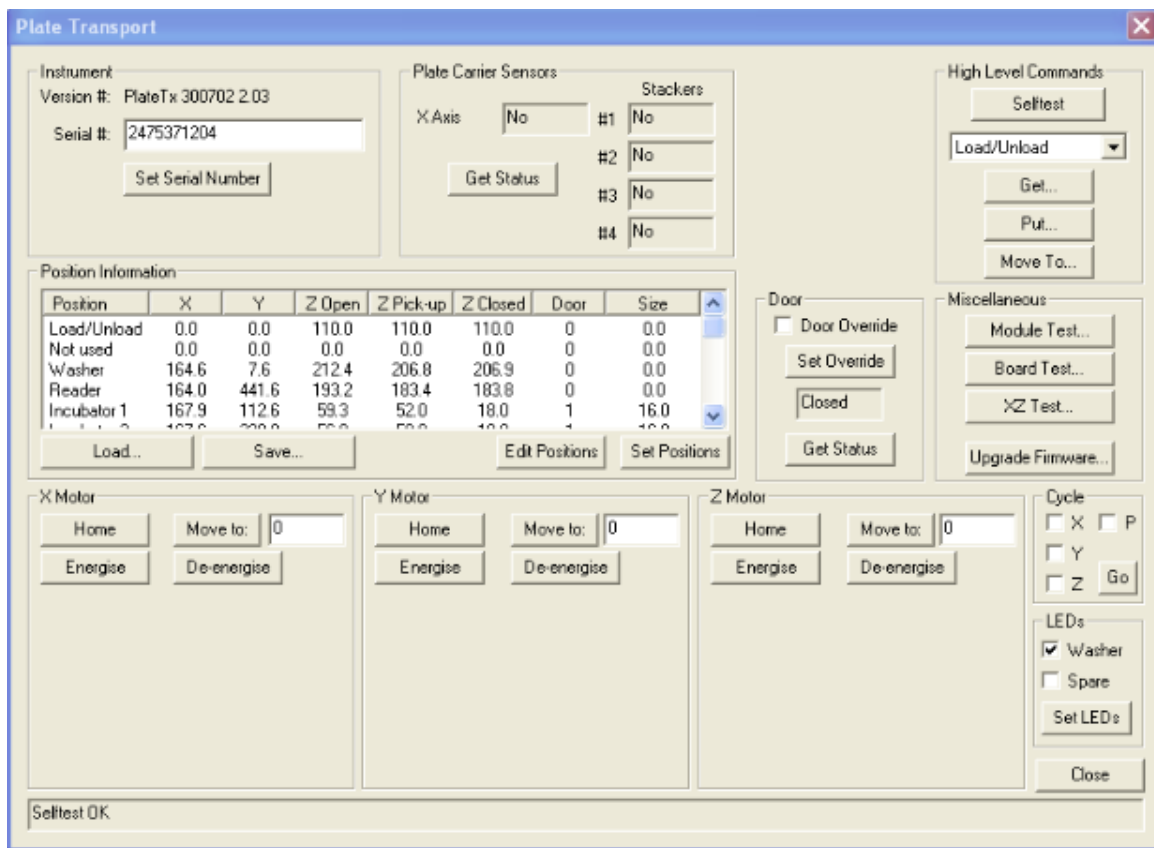 Plate Transport
Instrument
Version #: PlateTx 300702 2.03
Serial #: 2475371204
Set Serial Number
Plate Carrier Sensors
Stackers
X Axis No #1 No
#2 No
Get Status
#3 No
#4 No
High Level Commands
Selftest
Load/Unload
Get...
Put...
Move To...
Position Information
Position X Y Z Open Z Pick-up Z Closed Door Size
Load/Unload 0.0 0.0 110.0 110.0 110.0 0 0.0
Not used 0.0 0.0 0.0 0.0 0.0 0 0.0
Washer 164.6 7.6 212.4 206.8 206.9 0 0.0
Reader 164.0 441.6 193.2 183.4 183.8 0 0.0
Incubator 1 167.9 112.6 59.3 52.0 18.0 1 16.0
Load... Save... Edit Positions Set Positions
Door
Door Override
Set Override
Closed
Get Status
Miscellaneous
Module Test...
Board Test...
XZ Test...
Upgrade Firmware...
X Motor
Home Move to: 0
Energise De-energise
Y Motor
Home Move to: 0
Energise De-energise
Z Motor
Home Move to: 0
Energise De-energise
Cycle
X P
Y
Z Go
LEDs
Washer
Spare
Set LEDs
Close
Selftest OK